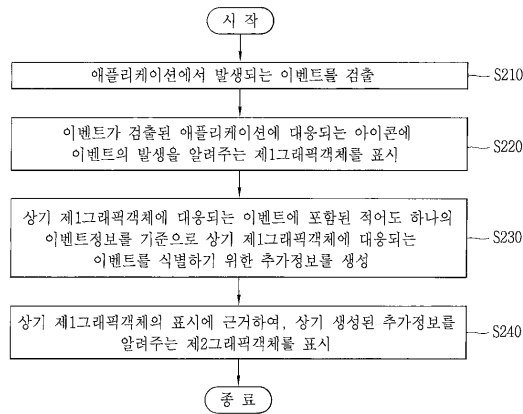 시 작
애플리케이션에서 발생되는 이벤트를 검출
S210
이벤트가 검출된 애플리케이션에 대응되는 아이콘에
이벤트의 발생을 알려주는 제1그래픽객체를 표시
S220
상기 제1그래픽객체에 대응되는 이벤트에 포함된 적어도 하나의
이벤트정보를 기준으로 상기 제1그래픽객체에 대응되는
이벤트를 식별하기 위한 추가정보를 생성
S230
상기 제1그래픽객체의 표시에 근거하여, 상기 생성된 추가정보를
알려주는 제2그래픽객체를 표시
S240
종 료